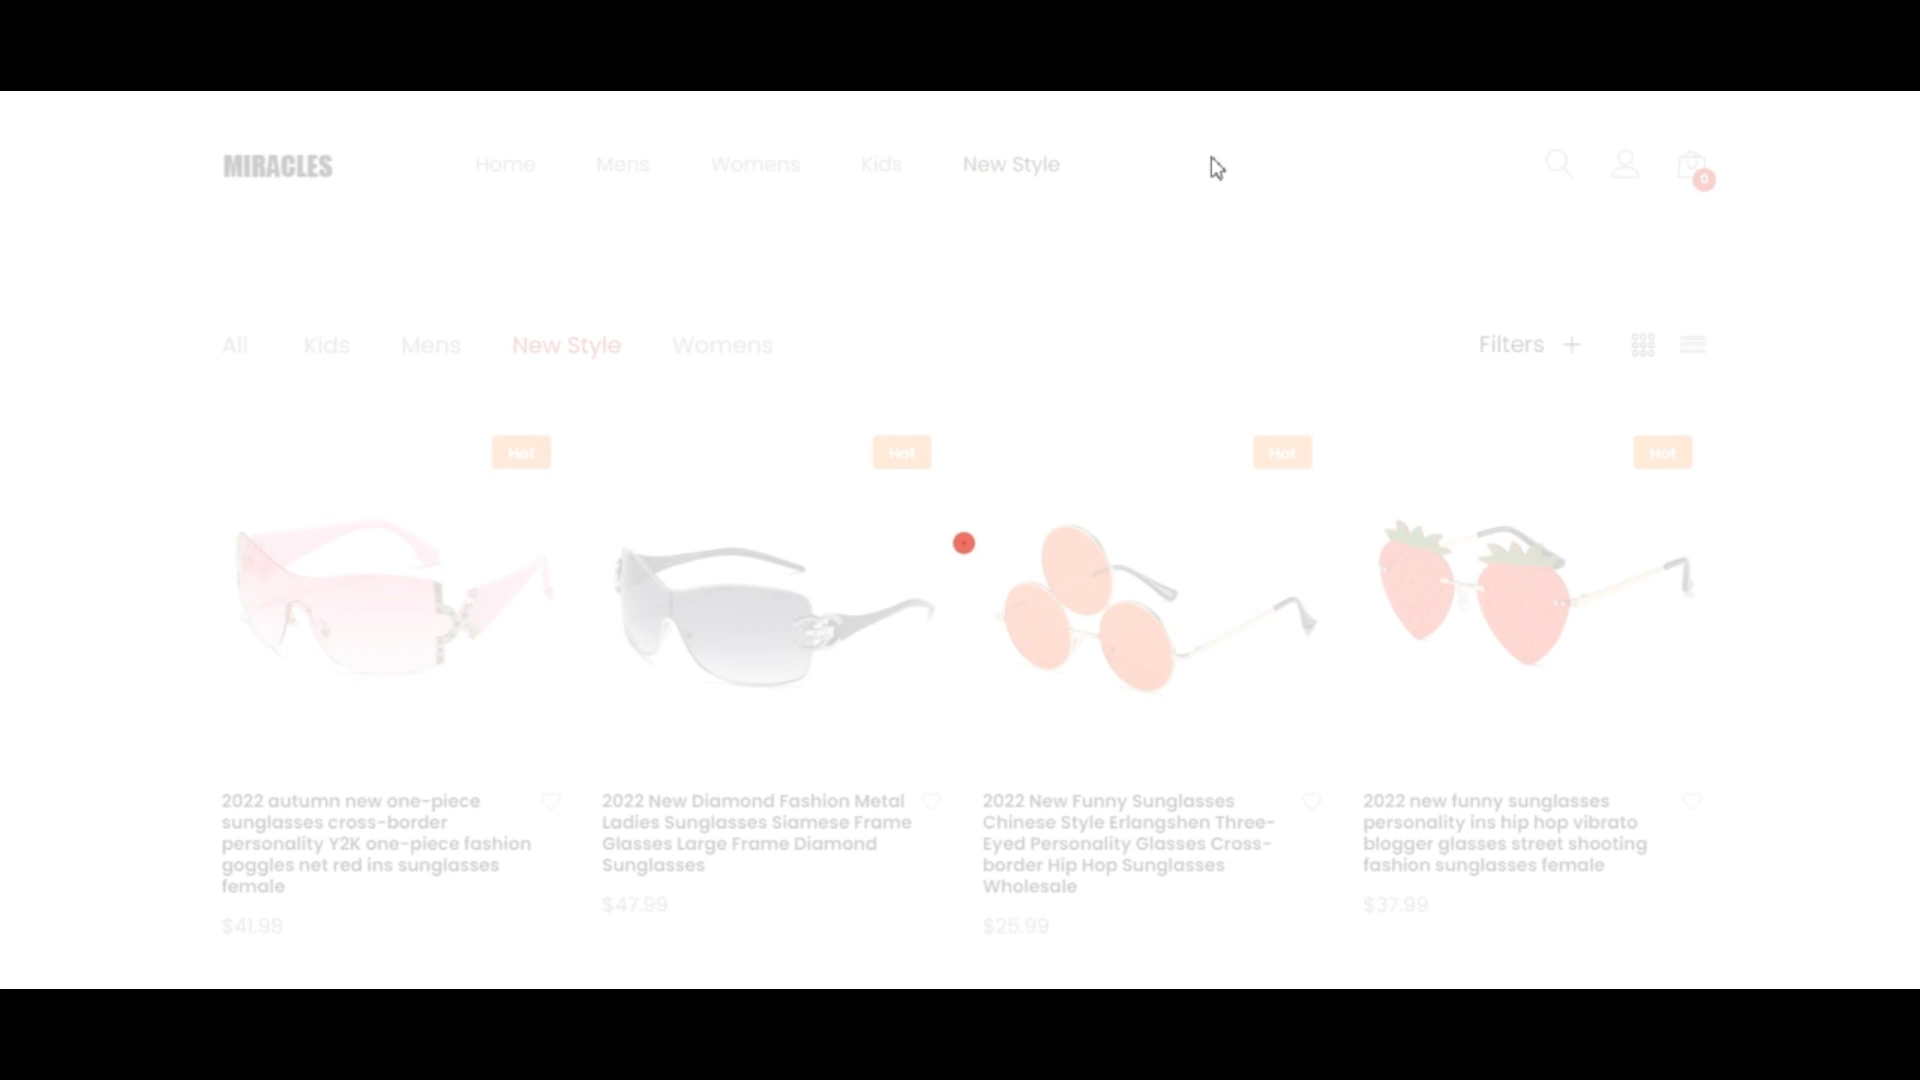 MIRACLES
Home Mens Womens Kids New Style
0
All Kids Mens New Style Womens
Filters +
Hot Hot Hot Hot
2022 autumn new one-piece
sunglasses cross-border
personality Y2K one-piece fashion
goggles net red ins sunglasses
female
$41.98
2022 New Diamond Fashion Metal
Ladies Sunglasses Siamese Frame
Glasses Large Frame Diamond
Sunglasses
$47.99
2022 New Funny Sunglasses
Chinese Style Erlangshen Three-
Eyed Personality Glasses Cross-
border Hip Hop Sunglasses
Wholesale
$25.99
2022 new funny sunglasses
personality ins hip hop vibrato
blogger glasses street shooting
fashion sunglasses female
$37.99